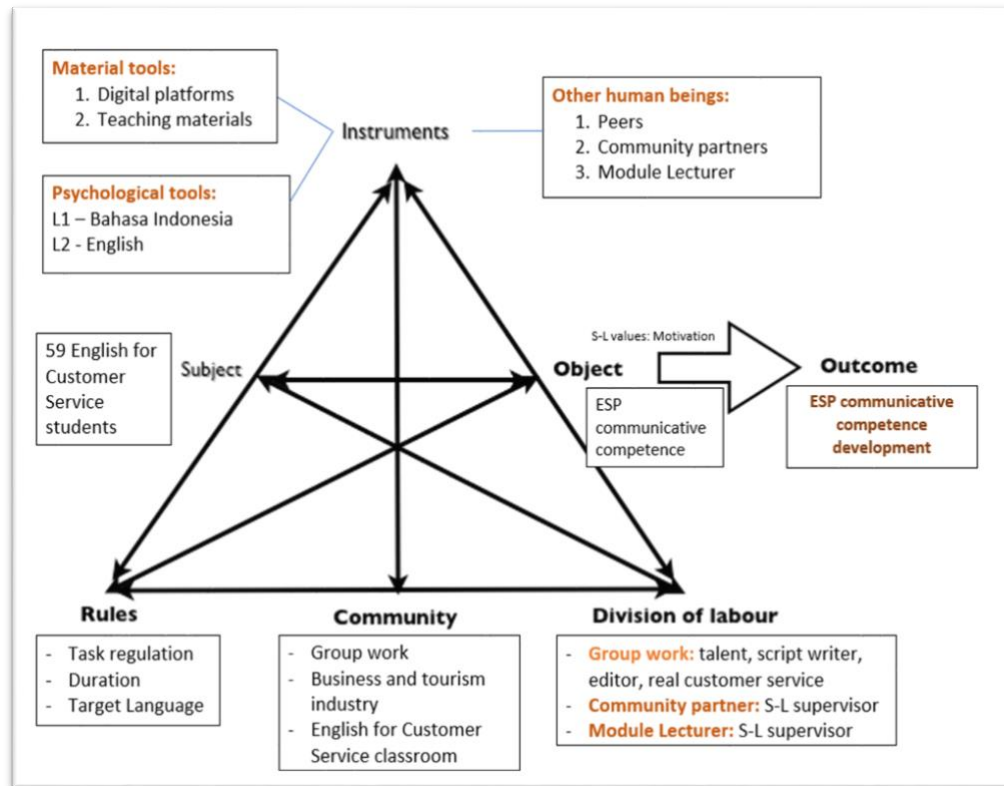 Material tools:
1. Digital platforms
2. Teaching materials
Instruments
Other human beings:
1. Peers
2. Community partners
3. Module Lecturer
Psychological tools:
L1 – Bahasa Indonesia
L2 - English
59 English for
Customer
Service
students
Subject
S-L values: Motivation
Object
ESP
communicative
competence
Outcome
ESP communicative
competence
development
Rules
- Task regulation
- Duration
- Target Language
Community
- Group work
- Business and tourism
industry
- English for Customer
Service classroom
Division of labour
- Group work: talent, script writer,
editor, real customer service
- Community partner: S-L supervisor
- Module Lecturer: S-L supervisor